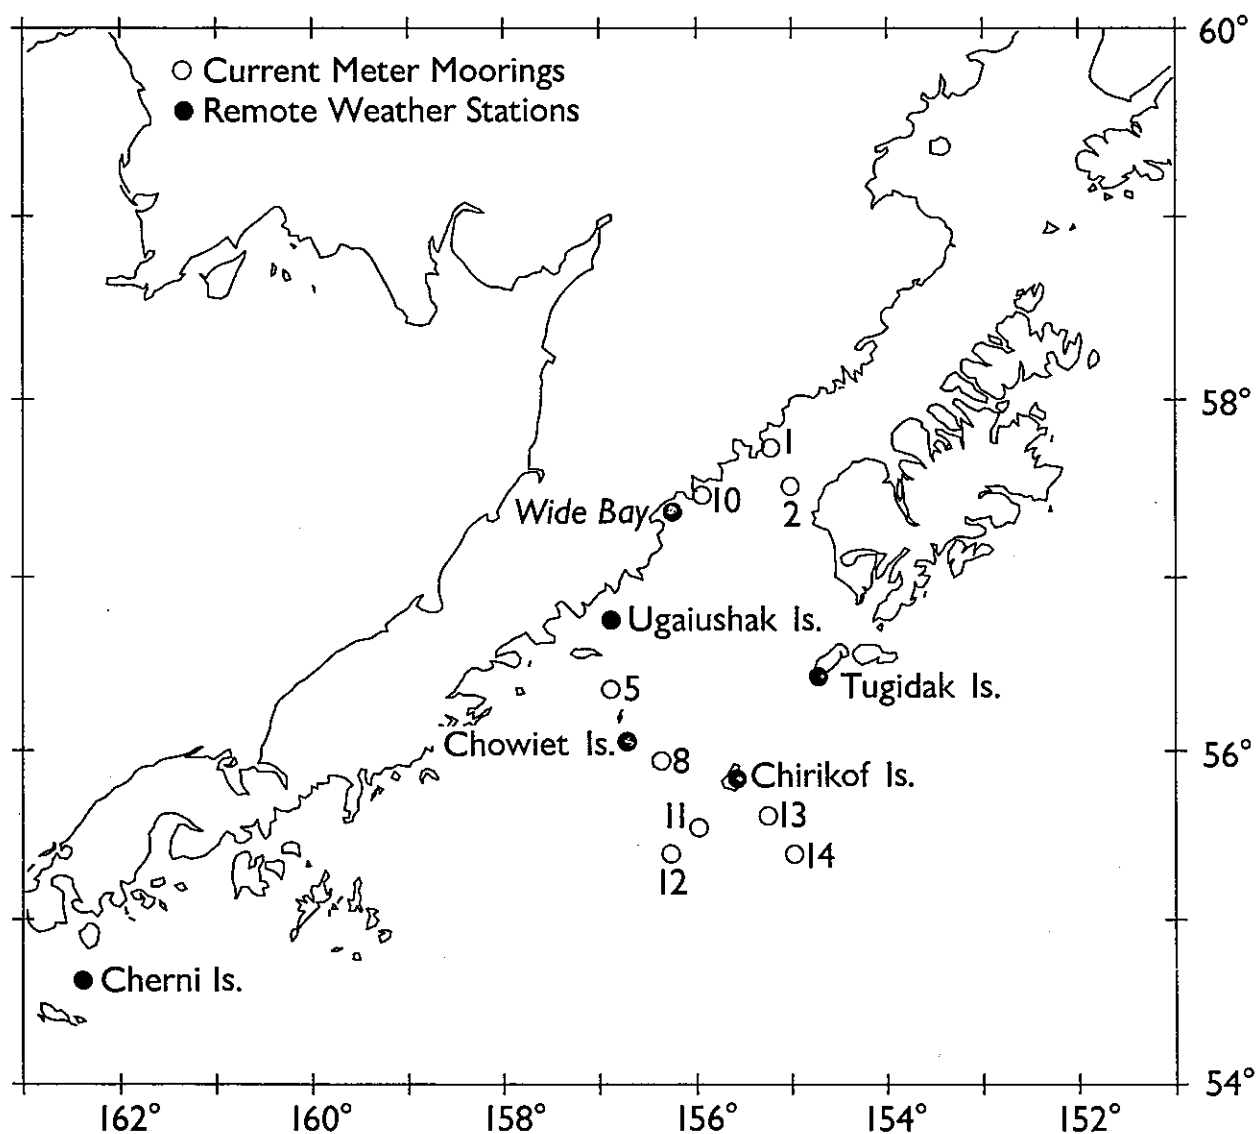 60°
Current Meter Moorings
Remote Weather Stations
58°
1
10
2
Wide Bay
Ugaiushak Is.
5
Tugidak Is.
Chowiet Is.
8
56°
Chirikof Is.
11
13
12
14
Cherni Is.
54°
162°
160°
158°
156°
154°
152°